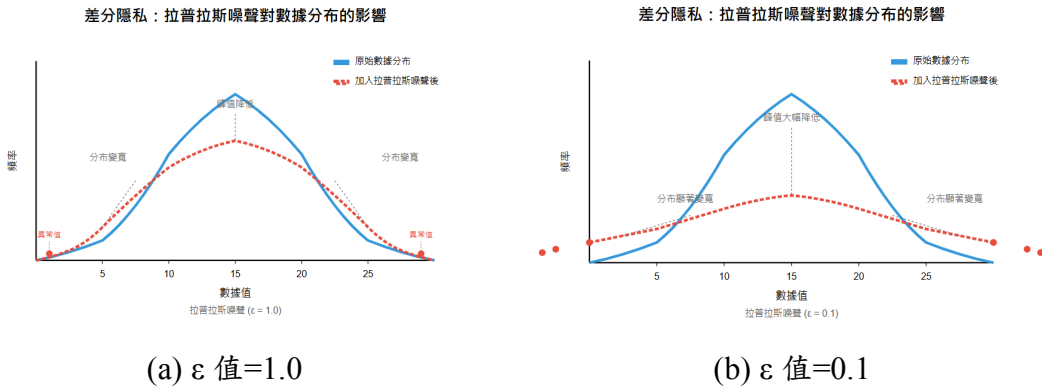 差分隱私：拉普拉斯噪聲對數據分布的影響
原始數據分布
加入拉普拉斯噪聲後
峰值降低
分布變寬
分布變寬
頻率
異常值
異常值
5
10
15
20
25
數據值
拉普拉斯噪聲 (ε = 1.0)
(a) ε 值=1.0
差分隱私：拉普拉斯噪聲對數據分布的影響
原始數據分布
加入拉普拉斯噪聲後
峰值大幅降低
頻率
分布顯著變寬
分布顯著變寬
5
10
15
20
25
數據值
拉普拉斯噪聲 (ε = 0.1)
(b) ε 值=0.1